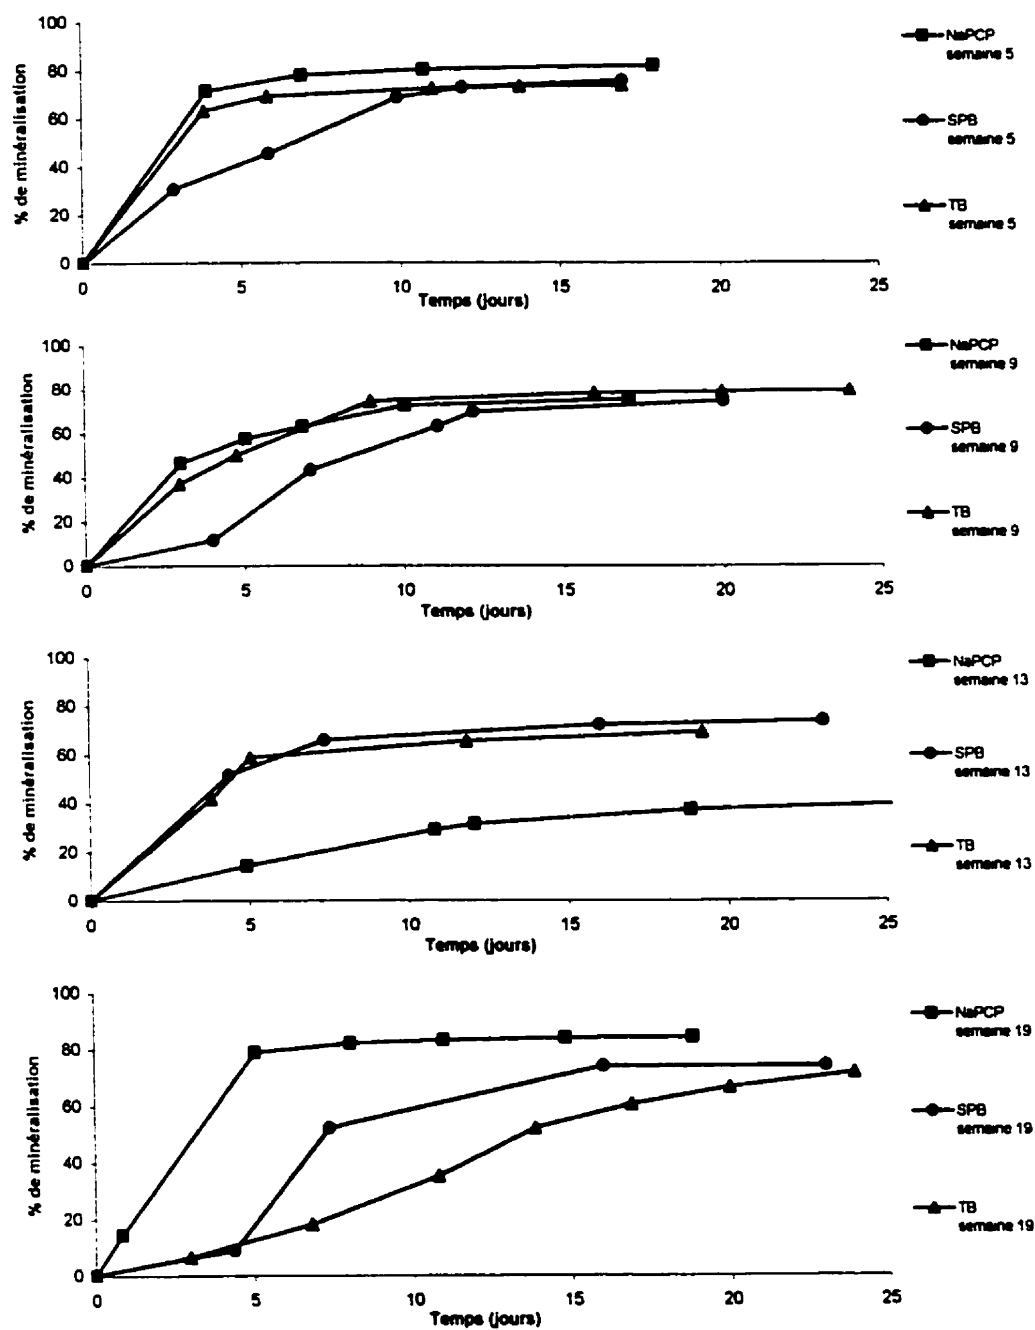 % de minéralisation
100
80
60
40
20
0
0 5 10 15 20 25
Temps (jours)
NaPCP
semaine 5
SPB
semaine 5
TB
semaine 5
% de minéralisation
100
80
60
40
20
0
0 5 10 15 20 25
Temps (jours)
NaPCP
semaine 9
SPB
semaine 9
TB
semaine 9
% de minéralisation
100
80
60
40
20
0
0 5 10 15 20 25
Temps (jours)
NaPCP
semaine 13
SPB
semaine 13
TB
semaine 13
% de minéralisation
100
80
60
40
20
0
0 5 10 15 20 25
Temps (jours)
NaPCP
semaine 19
SPB
semaine 19
TB
semaine 19